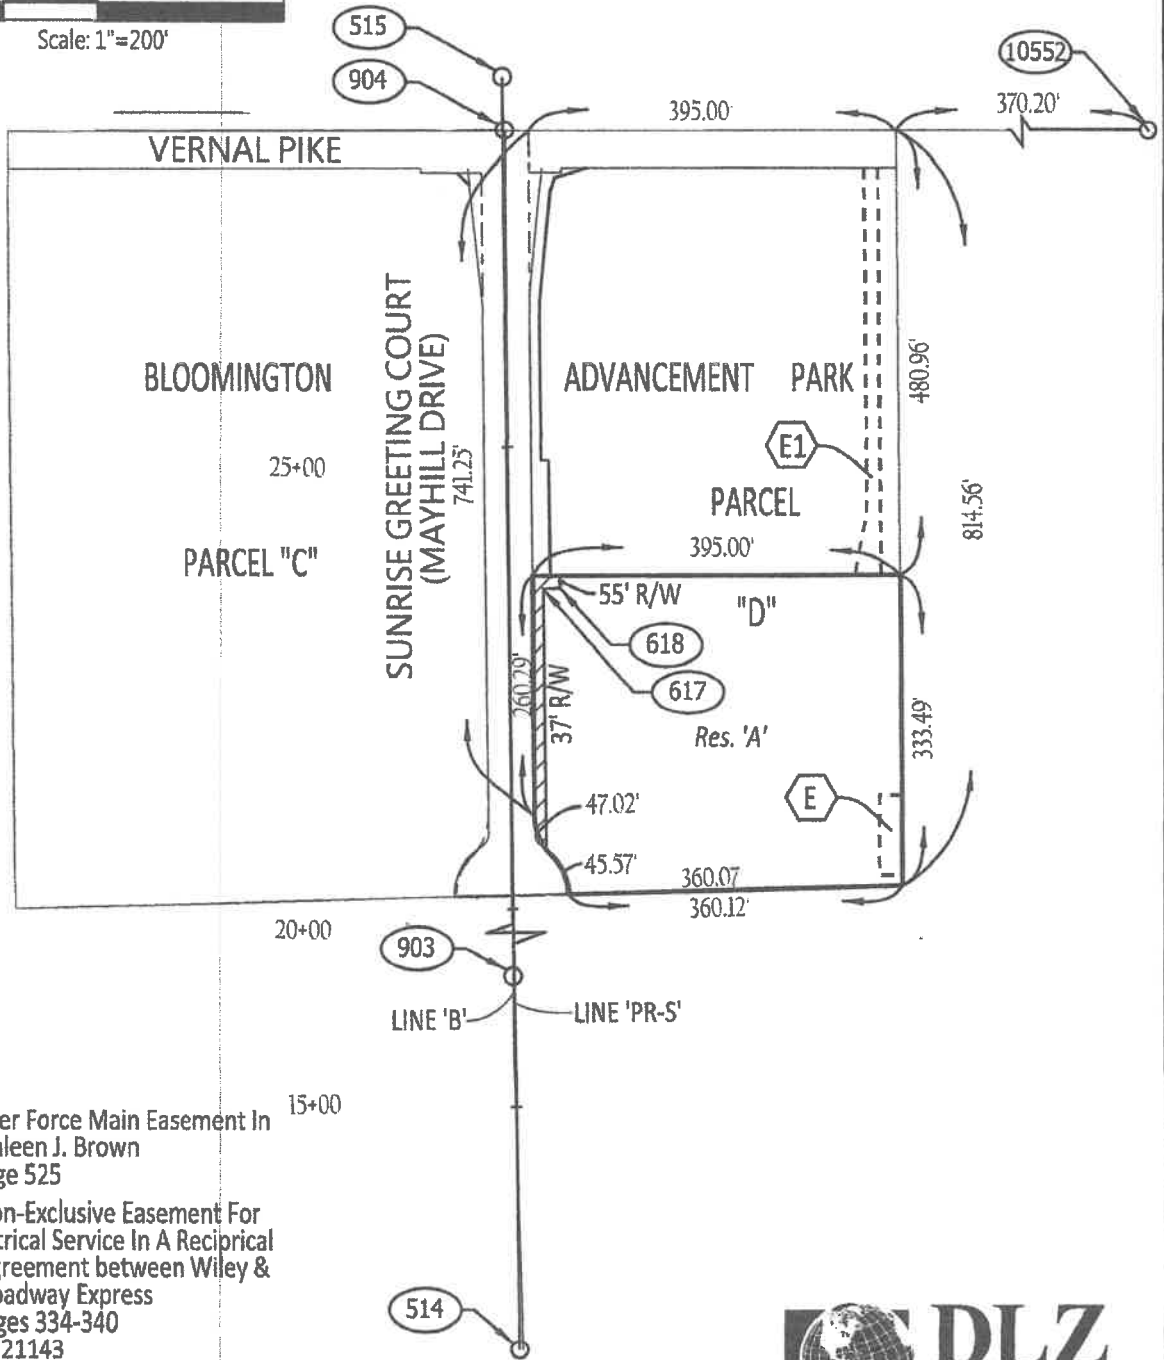 Scale: 1"=200'
515
904
10552
395.00'
370.20'
VERNAL PIKE
BLOOMINGTON
ADVANCEMENT PARK
SUNRISE GREETING COURT
(MAYHILL DRIVE)
741.25'
480.96'
E1
25+00
PARCEL
814.56'
PARCEL "C"
395.00'
55' R/W
"D"
618
617
260.29'
37' R/W
Res. 'A'
333.49'
E
47.02'
45.57'
360.07
360.12'
20+00
903
LINE 'B'
LINE 'PR-S'
15+00
er Force Main Easement In
leen J. Brown
ge 525
on-Exclusive Easement For
trical Service In A Reciprical
greement between Wiley &
oadway Express
ges 334-340
21143
514
DLZ